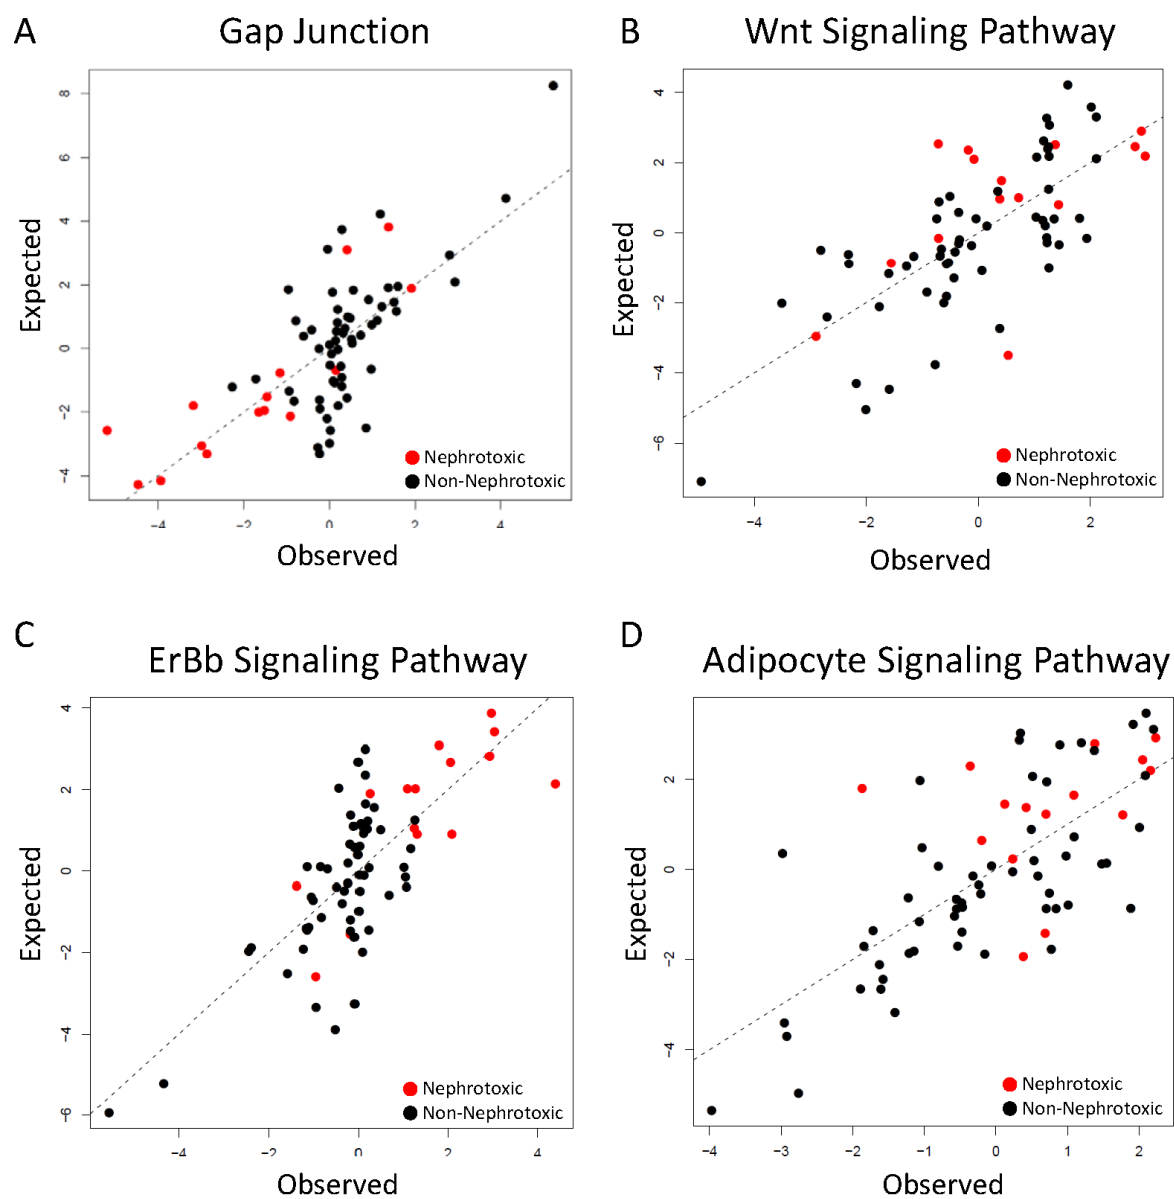 A
Gap Junction
8
6
4
2
0
−2
−4
Expected
−4
−2
0
2
4
Observed
Nephrotoxic
Non-Nephrotoxic
B
Wnt Signaling Pathway
4
2
0
−2
−4
−6
Expected
−4
−2
0
2
Observed
Nephrotoxic
Non-Nephrotoxic
C
ErBb Signaling Pathway
4
2
0
−2
−4
−6
Expected
−4
−2
0
2
4
Observed
Nephrotoxic
Non-Nephrotoxic
D
Adipocyte Signaling Pathway
2
0
−2
−4
Expected
−4
−3
−2
−1
0
1
2
Observed
Nephrotoxic
Non-Nephrotoxic